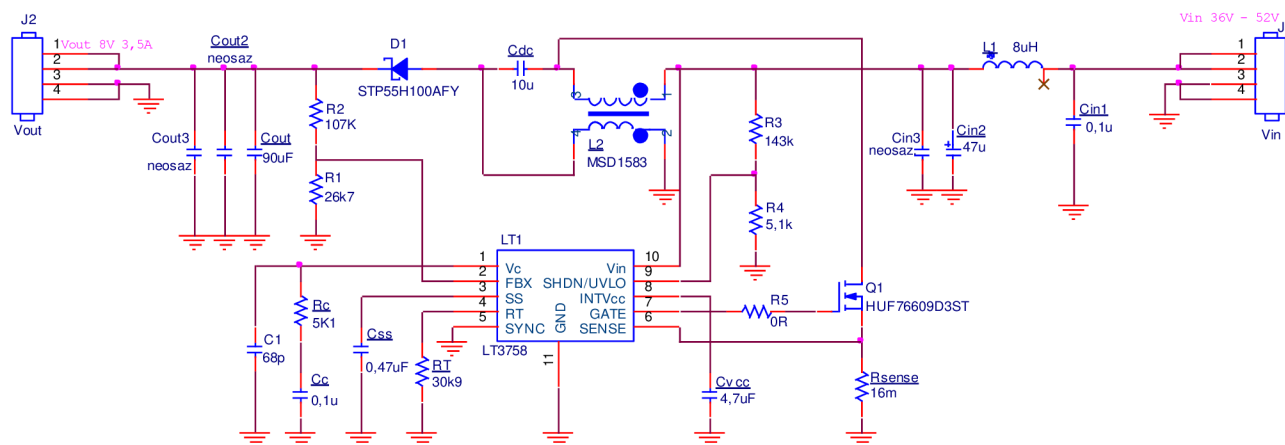 J2
1
2
3
4
Vout
Vout 8V 3,5A
Cout2
neosaz
D1
STP55H100AFY
Cdc
10u
3
1
4
2
L2
MSD1583
L1
8uH
Vin 36V - 52V
J
1
2
3
4
Vin
Cout3
neosaz
Cout
90uF
R2
107K
R1
26k7
R3
143k
R4
5,1k
Cin3
neosaz.
Cin2
47u
Cin1
0,1u
LT1
1
2
3
4
5
Vc
FBX
SS
RT
SYNC
GND
11
Vin
SHDN/UVLO
INTVcc
GATE
SENSE
10
9
8
7
6
LT3758
C1
68p
Rc
5K1
Cc
0,1u
Css
0,47uF
RT
30k9
R5
0R
Q1
HUF76609D3ST
Cvcc
4,7uF
Rsense
16m